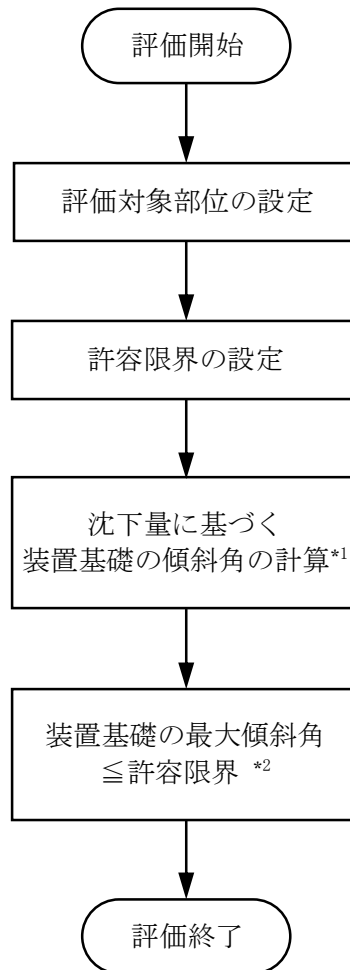 評価開始
評価対象部位の設定
許容限界の設定
沈下量に基づく
装置基礎の傾斜角の計算*1
装置基礎の最大傾斜角
≦許容限界 *2
評価終了